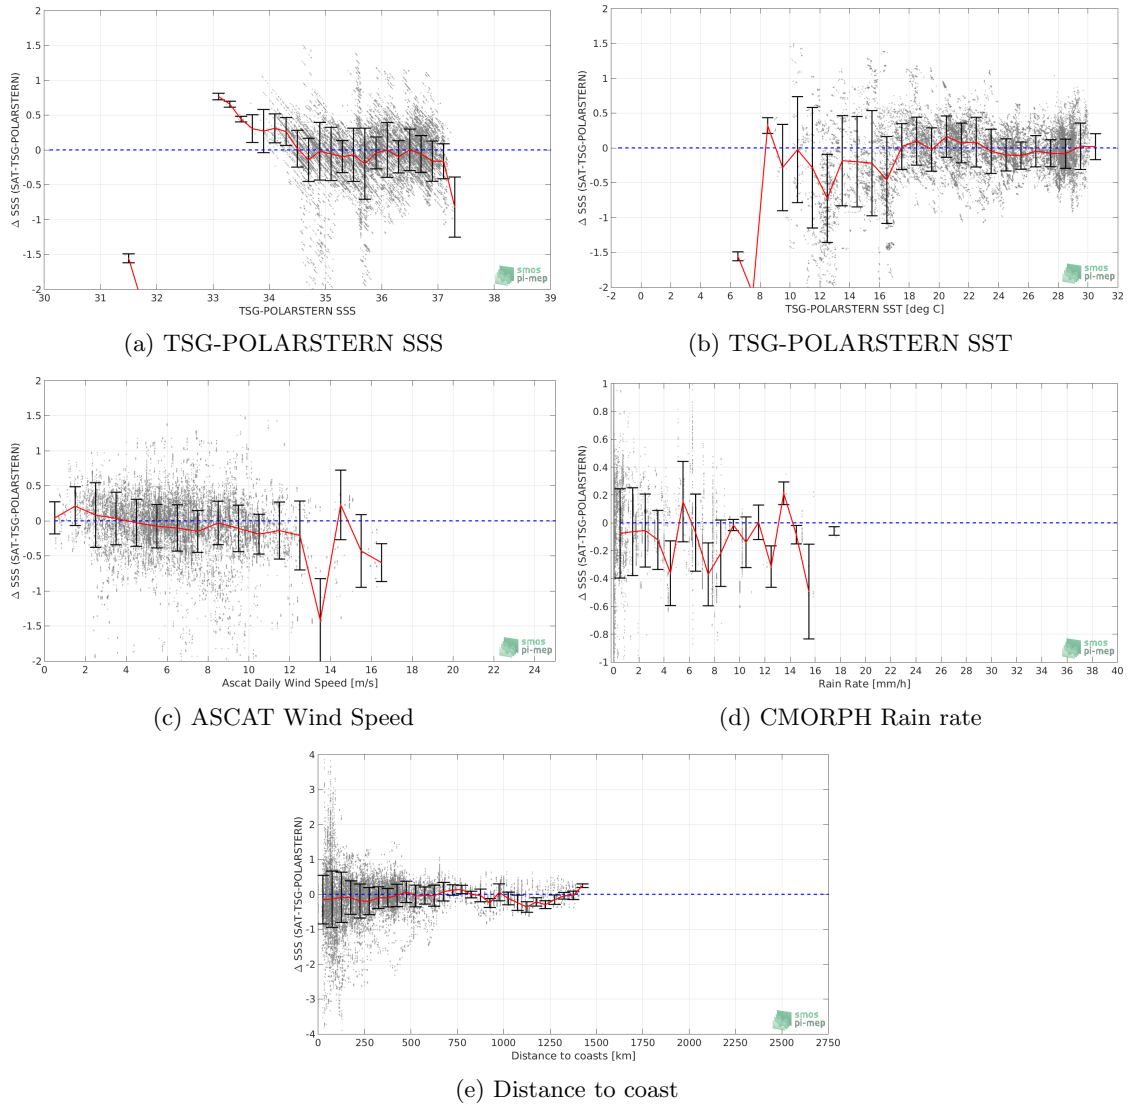 2
1.5
1
0.5
0
-0.5
-1
-1.5
-2
Δ SSS (SAT-TSG-POLARSTERN)
30 31 32 33 34 35 36 37 38 39
TSG-POLARSTERN SSS
smos
pi-mep
(a) TSG-POLARSTERN SSS
2
1.5
1
0.5
0
-0.5
-1
-1.5
-2
Δ SSS (SAT-TSG-POLARSTERN)
-2 0 2 4 6 8 10 12 14 16 18 20 22 24 26 28 30 32
TSG-POLARSTERN SST [deg C]
smos
pi-mep
(b) TSG-POLARSTERN SST
2
1.5
1
0.5
0
-0.5
-1
-1.5
-2
Δ SSS (SAT-TSG-POLARSTERN)
0 2 4 6 8 10 12 14 16 18 20 22 24
Ascat Daily Wind Speed [m/s]
smos
pi-mep
(c) ASCAT Wind Speed
1
0.8
0.6
0.4
0.2
0
-0.2
-0.4
-0.6
-0.8
-1
Δ SSS (SAT-TSG-POLARSTERN)
0 2 4 6 8 10 12 14 16 18 20 22 24 26 28 30 32 34 36 38 40
Rain Rate [mm/h]
smos
pi-mep
(d) CMORPH Rain rate
4
3
2
1
0
-1
-2
-3
-4
Δ SSS (SAT-TSG-POLARSTERN)
0 250 500 750 1000 1250 1500 1750 2000 2250 2500 2750
Distance to coasts [km]
smos
pi-mep
(e) Distance to coast